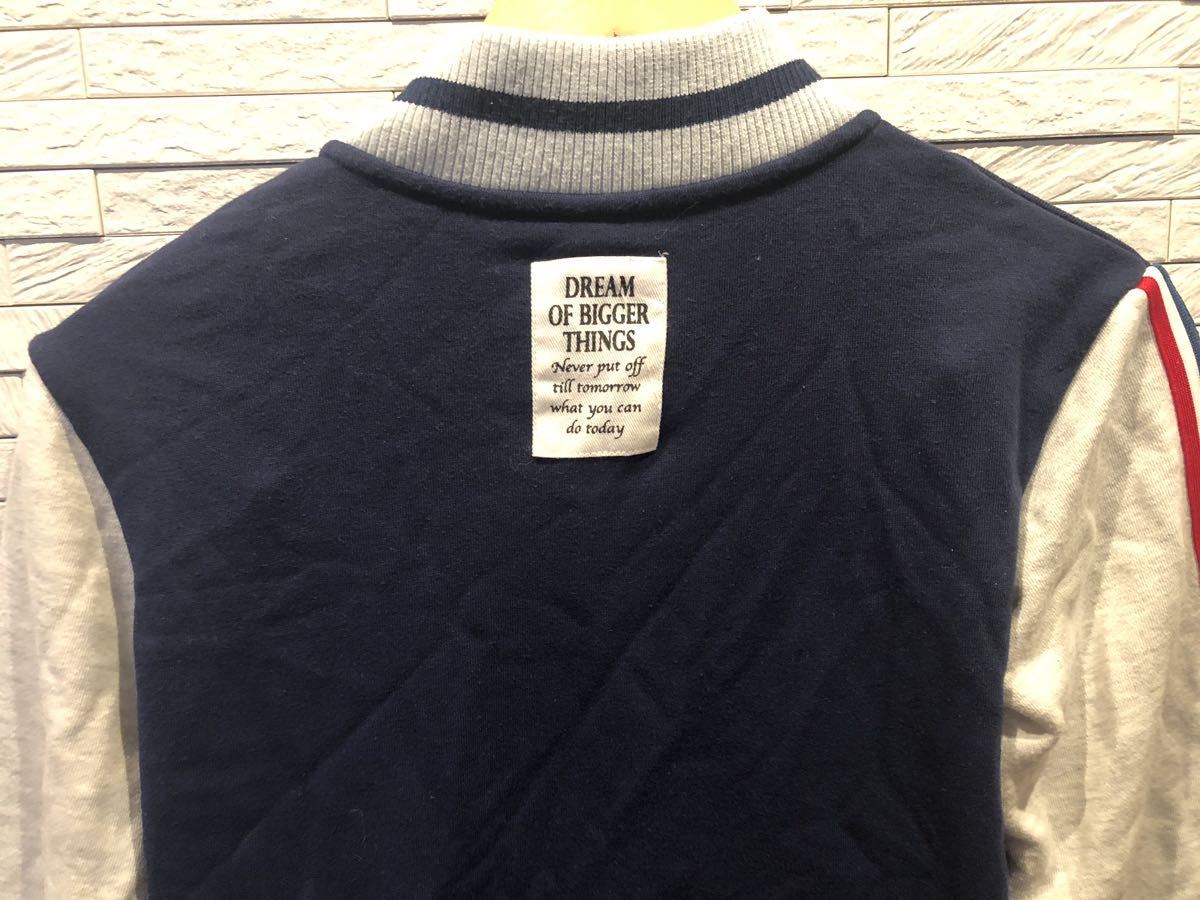 DREAM
OF BIGGER
THINGS
Never put off
till tomorrow
what you can
do today